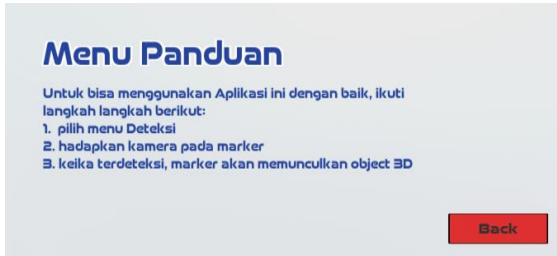 Menu Panduan
Untuk bisa menggunakan Aplikasi ini dengan baik, ikuti
langkah langkah berikut:
1. pilih menu Deteksi
2. hadapkan kamera pada marker
3. keika terdeteksi, marker akan memunculkan object 3D
Back